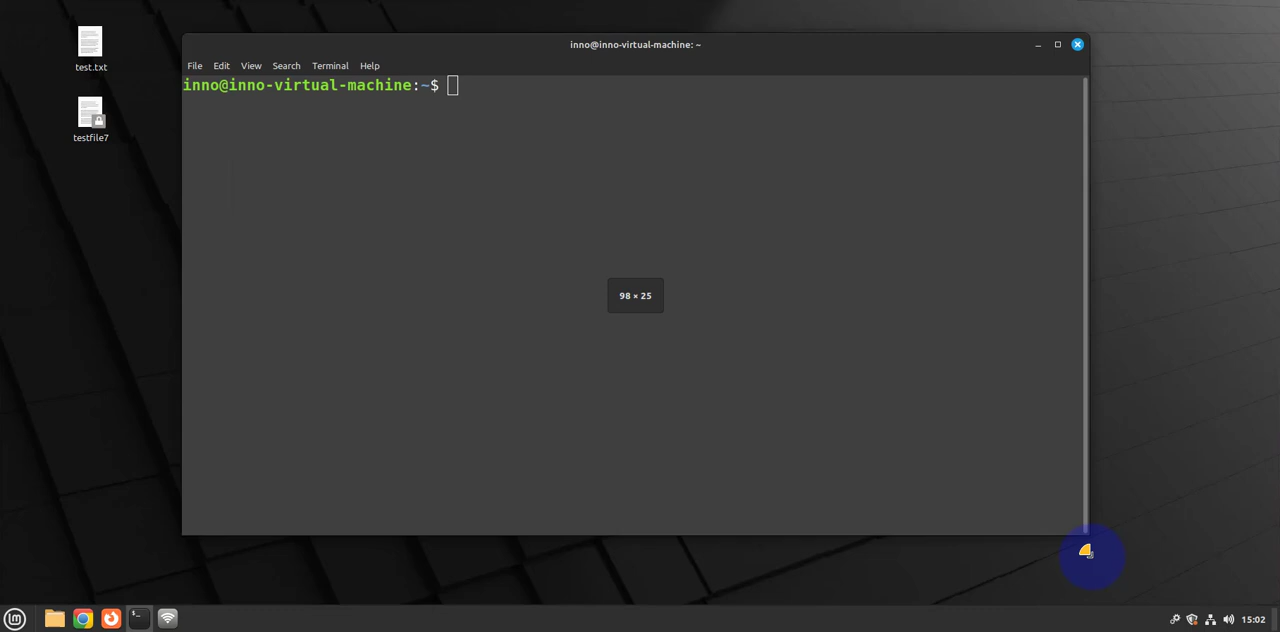 test.txt
testfile7
inno@inno-virtual-machine: ~
File Edit View Search Terminal Help
inno@inno-virtual-machine:~$
98 × 25
15:02